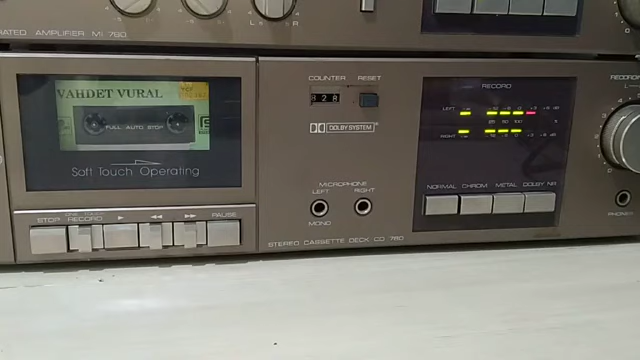 RATED AMPLIFIER MI 760
L R
VAHDET VURAL
FULL AUTO STOP
Soft Touch Operating
STOP RECORD PAUSE
COUNTER RESET
DOLBY SYSTEM
MICROPHONE
LEFT RIGHT
MONO
STEREO CASSETTE DECK CD 760
RECORD
LEFT
RIGHT
NORMAL CHROM METAL DOLBY NR
L
PHONES